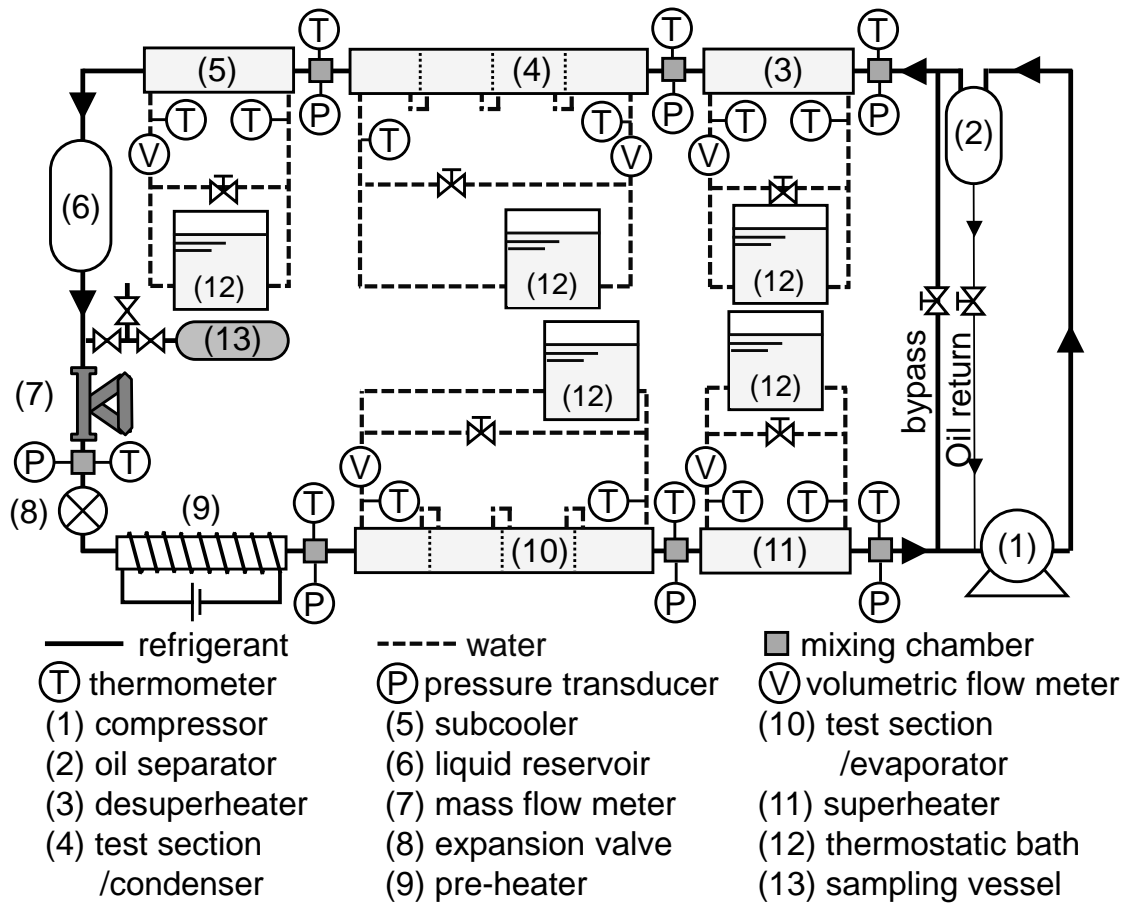 T T T
(5) (4) (3)
P P P
T T T T T T (2)
V V V
(6)
(12) (12) (12)
(13)
(7) (12) (12) bypass Oil return
P T V V
(8) (9) T T T T T T T
(10) (11) (1)
P P P
refrigerant water mixing chamber
T thermometer P pressure transducer V volumetric flow meter
(1) compressor (5) subcooler (10) test section
(2) oil separator (6) liquid reservoir /evaporator
(3) desuperheater (7) mass flow meter (11) superheater
(4) test section (8) expansion valve (12) thermostatic bath
/condenser (9) pre-heater (13) sampling vessel